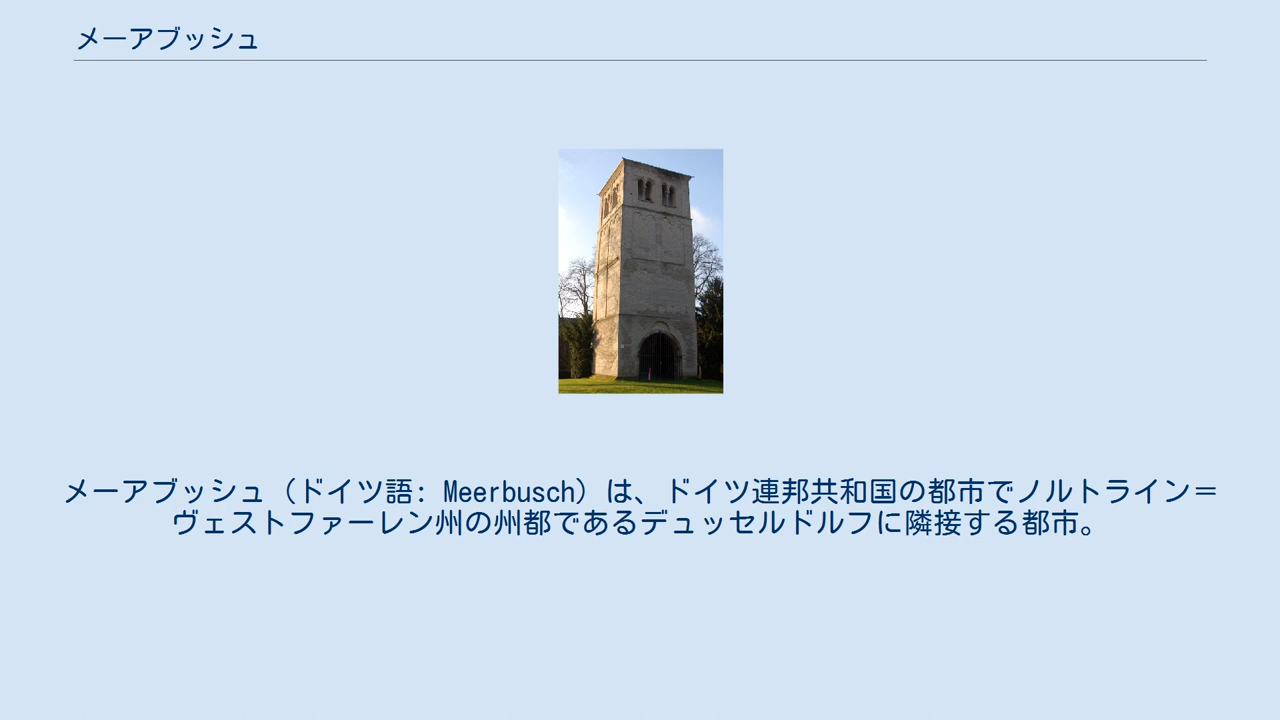 メーアブッシュ
メーアブッシュ（ドイツ語: Meerbusch）は、ドイツ連邦共和国の都市でノルトライン＝
ヴェストファーレン州の州都であるデュッセルドルフに隣接する都市。